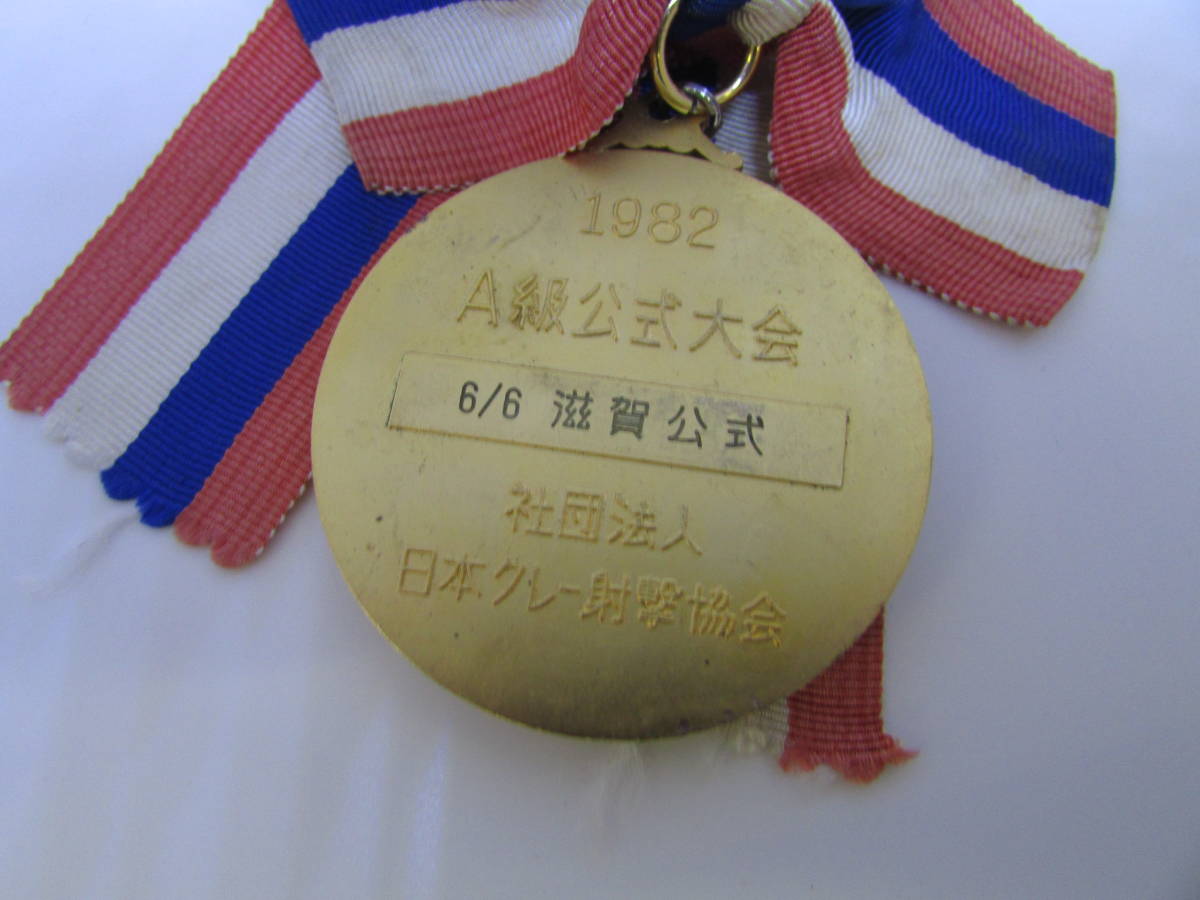 1982
A級公式大会
6/6 滋賀公式
社団法人
日本クレー射撃協会